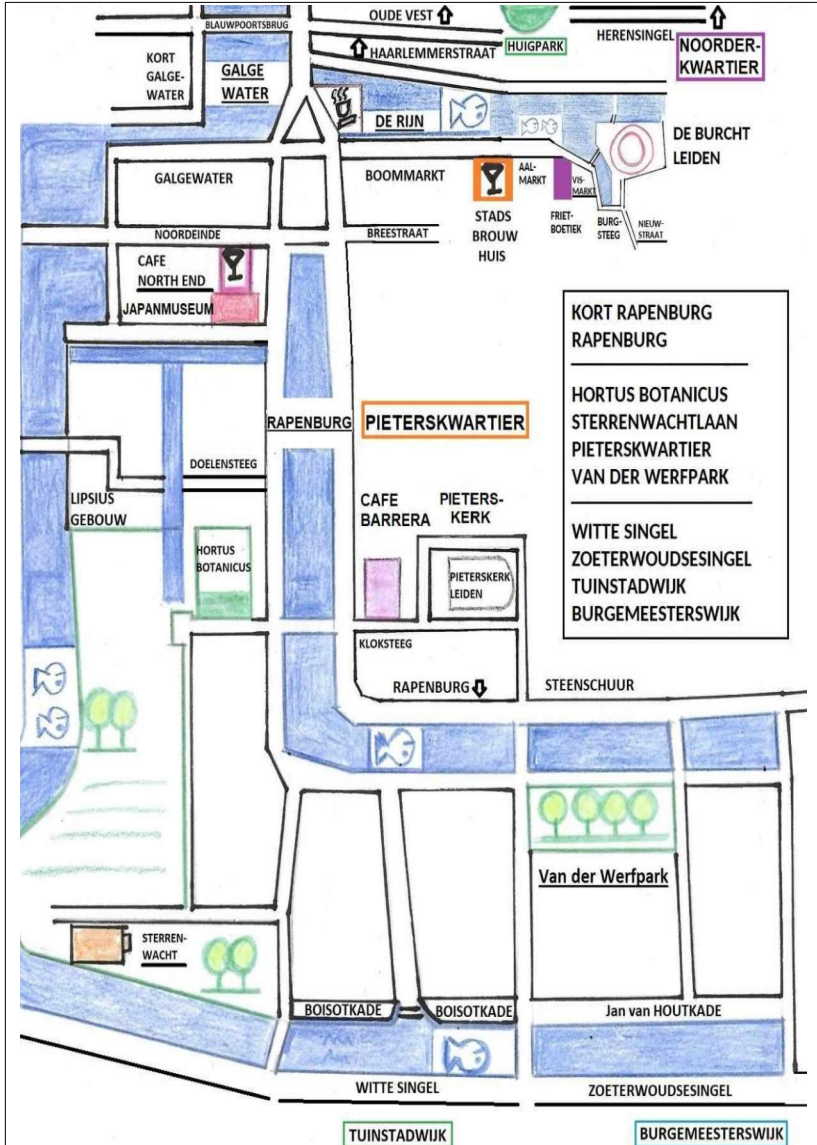 OUDE VEST
BLAUWPOORTSBRUG
HAARLEMMERSTRAAT
HUIGPARK
HERENSINGEL
NOORDER-
KWARTIER
KORT
GALGE-
WATER
GALGE
WATER
DE RIJN
DE BURCHT
LEIDEN
GALGEWATER
BOOMMARKT
AAL-
MARKT
VIS-
MARKT
STADS
BROUW
HUIS
FRIET-
BOETIEK
BURG-
STEEG
NIEUW-
STRAAT
NOORDEINDE
BREESTRAAT
CAFE
NORTH END
JAPANMUSEUM
KORT RAPENBURG
RAPENBURG
HORTUS BOTANICUS
STERRENWACHTLAAN
PIETERSKWARTIER
VAN DER WERFPARK
WITTE SINGEL
ZOETERWOUDSESINGEL
TUINSTADWIJK
BURGEMEESTERSWIJK
RAPENBURG
PIETERSKWARTIER
DOELENSTEEG
LIPSIUS
GEBOUW
CAFE
BARRERA
PIETERS-
KERK
HORTUS
BOTANICUS
PIETERSKERK
LEIDEN
KLOKSTEEG
RAPENBURG
STEENSCHUUR
Van der Werfpark
STERREN-
WACHT
BOISOTKADE
BOISOTKADE
Jan van HOUTKADE
WITTE SINGEL
ZOETERWOUDSESINGEL
TUINSTADWIJK
BURGEMEESTERSWIJK